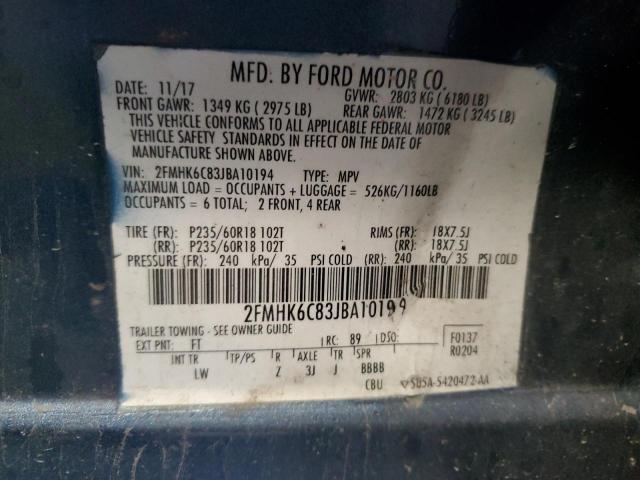 MFD. BY FORD MOTOR CO.
DATE: 11/17 GVWR: 2803 KG ( 6180 LB)
FRONT GAWR: 1349 KG ( 2975 LB) REAR GAWR: 1472 KG ( 3245 LB)
THIS VEHICLE CONFORMS TO ALL APPLICABLE FEDERAL MOTOR
VEHICLE SAFETY STANDARDS IN EFFECT ON THE DATE OF
MANUFACTURE SHOWN ABOVE.
VIN: 2FMHK6C83JBA10194 TYPE: MPV
MAXIMUM LOAD = OCCUPANTS + LUGGAGE = 526KG/1160LB
OCCUPANTS = 6 TOTAL; 2 FRONT, 4 REAR
TIRE (FR): P235/60R18 102T RIMS (FR): 18X7.5J
(RR): P235/60R18 102T (RR): 18X7.5J
PRESSURE (FR): 240 kPa/ 35 PSI COLD (RR): 240 kPa/ 35 PSI COLD
2FMHK6C83JBA10199
TRAILER TOWING - SEE OWNER GUIDE
EXT PNT: FT RC: 89 DSO: F0137
INT TR TP/PS R AXLE TR SPR R0204
LW Z 3J J BBBB
CBU 5U5A-5420472-AA